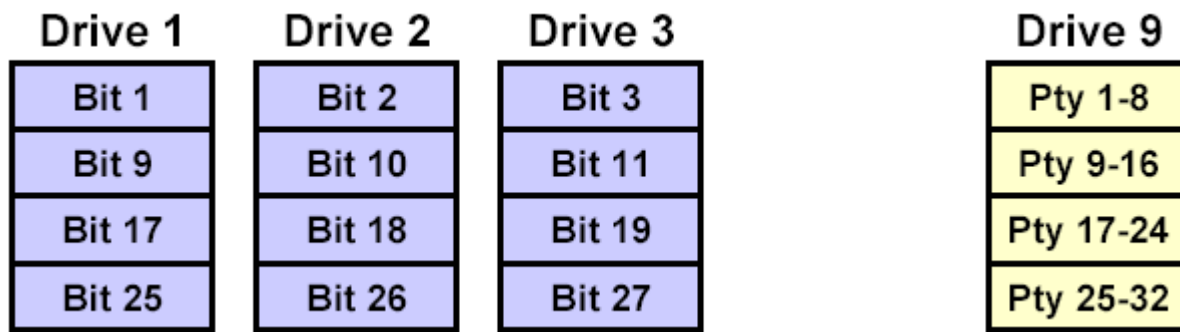 Drive 1 Drive 2 Drive 3 Drive 9
Bit 1 Bit 2 Bit 3 Pty 1-8
Bit 9 Bit 10 Bit 11 Pty 9-16
Bit 17 Bit 18 Bit 19 Pty 17-24
Bit 25 Bit 26 Bit 27 Pty 25-32